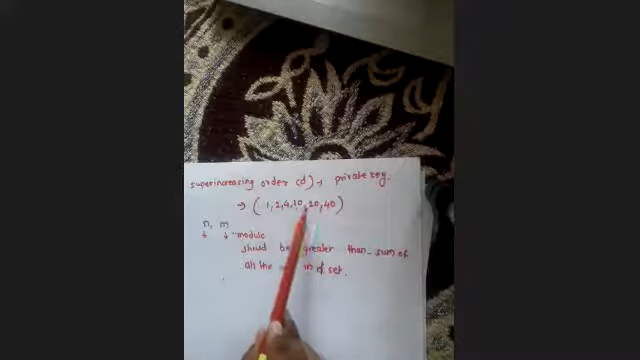 superincreasing order (d) → private key.
→ (1, 2, 4, 10, 20, 40)
n, m
↓ ↓ module
should be greater than sum of
all the in d set.